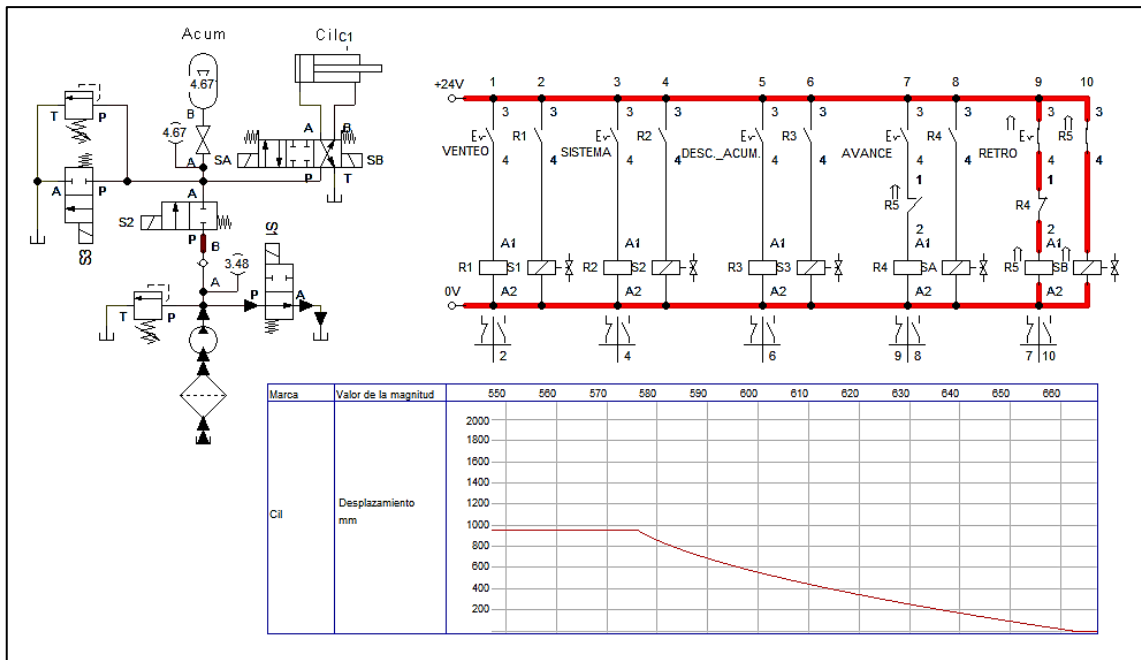 Acum
Cil C1
4.67
B
T P
4.67
A B
A SA SB
P T
A P
A
S2
P B
S3
S1
3.48
A
P A
T P
1 2 3 4 5 6 7 8 9 10
+24V
3 3 3 3 3 3 3 3 3 3
E R1 E R2 E R3 E R4 E R5
VENTEO SISTEMA DESC._ACUM. AVANCE RETRO
4 4 4 4 4 4 4 4 4 4
1 1
R5 R4
2 2
A1 A1 A1 A1 A1
R1 S1 R2 S2 R3 S3 R4 SA R5 SB
A2 A2 A2 A2 A2
0V
2 4 6 9 8 7 10
Marca Valor de la magnitud 550 560 570 580 590 600 610 620 630 640 650 660
2000
1800
1600
1400
1200
Cil Desplazamiento
mm
1000
800
600
400
200